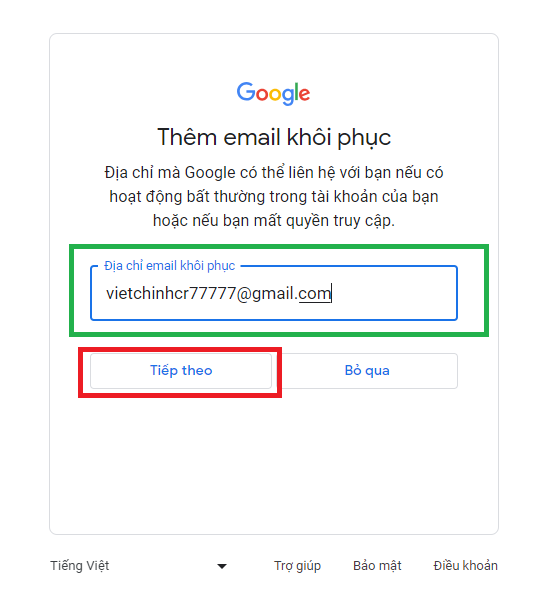 Google
Thêm email khôi phục
Địa chỉ mà Google có thể liên hệ với bạn nếu có
hoạt động bất thường trong tài khoản của bạn
hoặc nếu bạn mất quyền truy cập.
Địa chỉ email khôi phục
vietchinhcr77777@gmail.com
Tiếp theo
Bỏ qua
Tiếng Việt
Trợ giúp
Bảo mật
Điều khoản